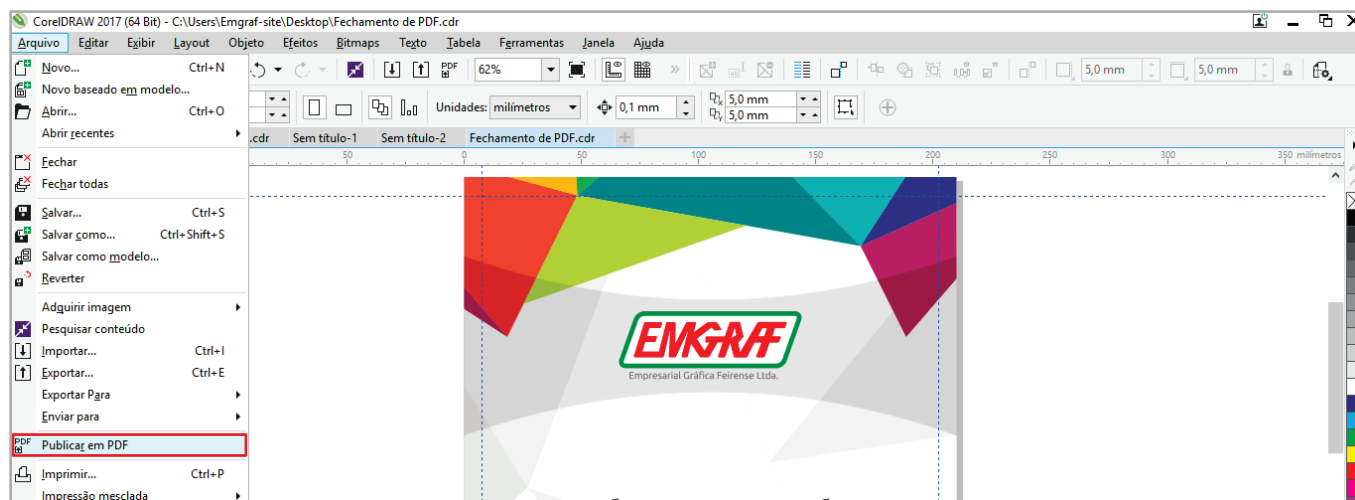 CorelDRAW 2017 (64 Bit) - C:\Users\Emgraf-site\Desktop\Fechamento de PDF.cdr
Arquivo Editar Exibir Layout Objeto Efeitos Bitmaps Texto Tabela Ferramentas Janela Ajuda
Novo... Ctrl+N
PDF 62% 5,0 mm 5,0 mm
Novo baseado em modelo...
Unidades: milímetros 0,1 mm 5,0 mm
5,0 mm
Abrir... Ctrl+O
Abrir recentes
.cdr Sem título-1 Sem título-2 Fechamento de PDF.cdr
50 0 50 100 150 200 250 300 350 milímetros
Fechar
Fechar todas
Salvar... Ctrl+S
Salvar como... Ctrl+Shift+S
Salvar como modelo...
Reverter
Adquirir imagem
Pesquisar conteúdo
Importar... Ctrl+I
Exportar... Ctrl+E
Exportar Para
Enviar para
PDF Publicar em PDF
Imprimir... Ctrl+P
Impressão mesclada
EMGRAF
Empresarial Gráfica Feirense Ltda.